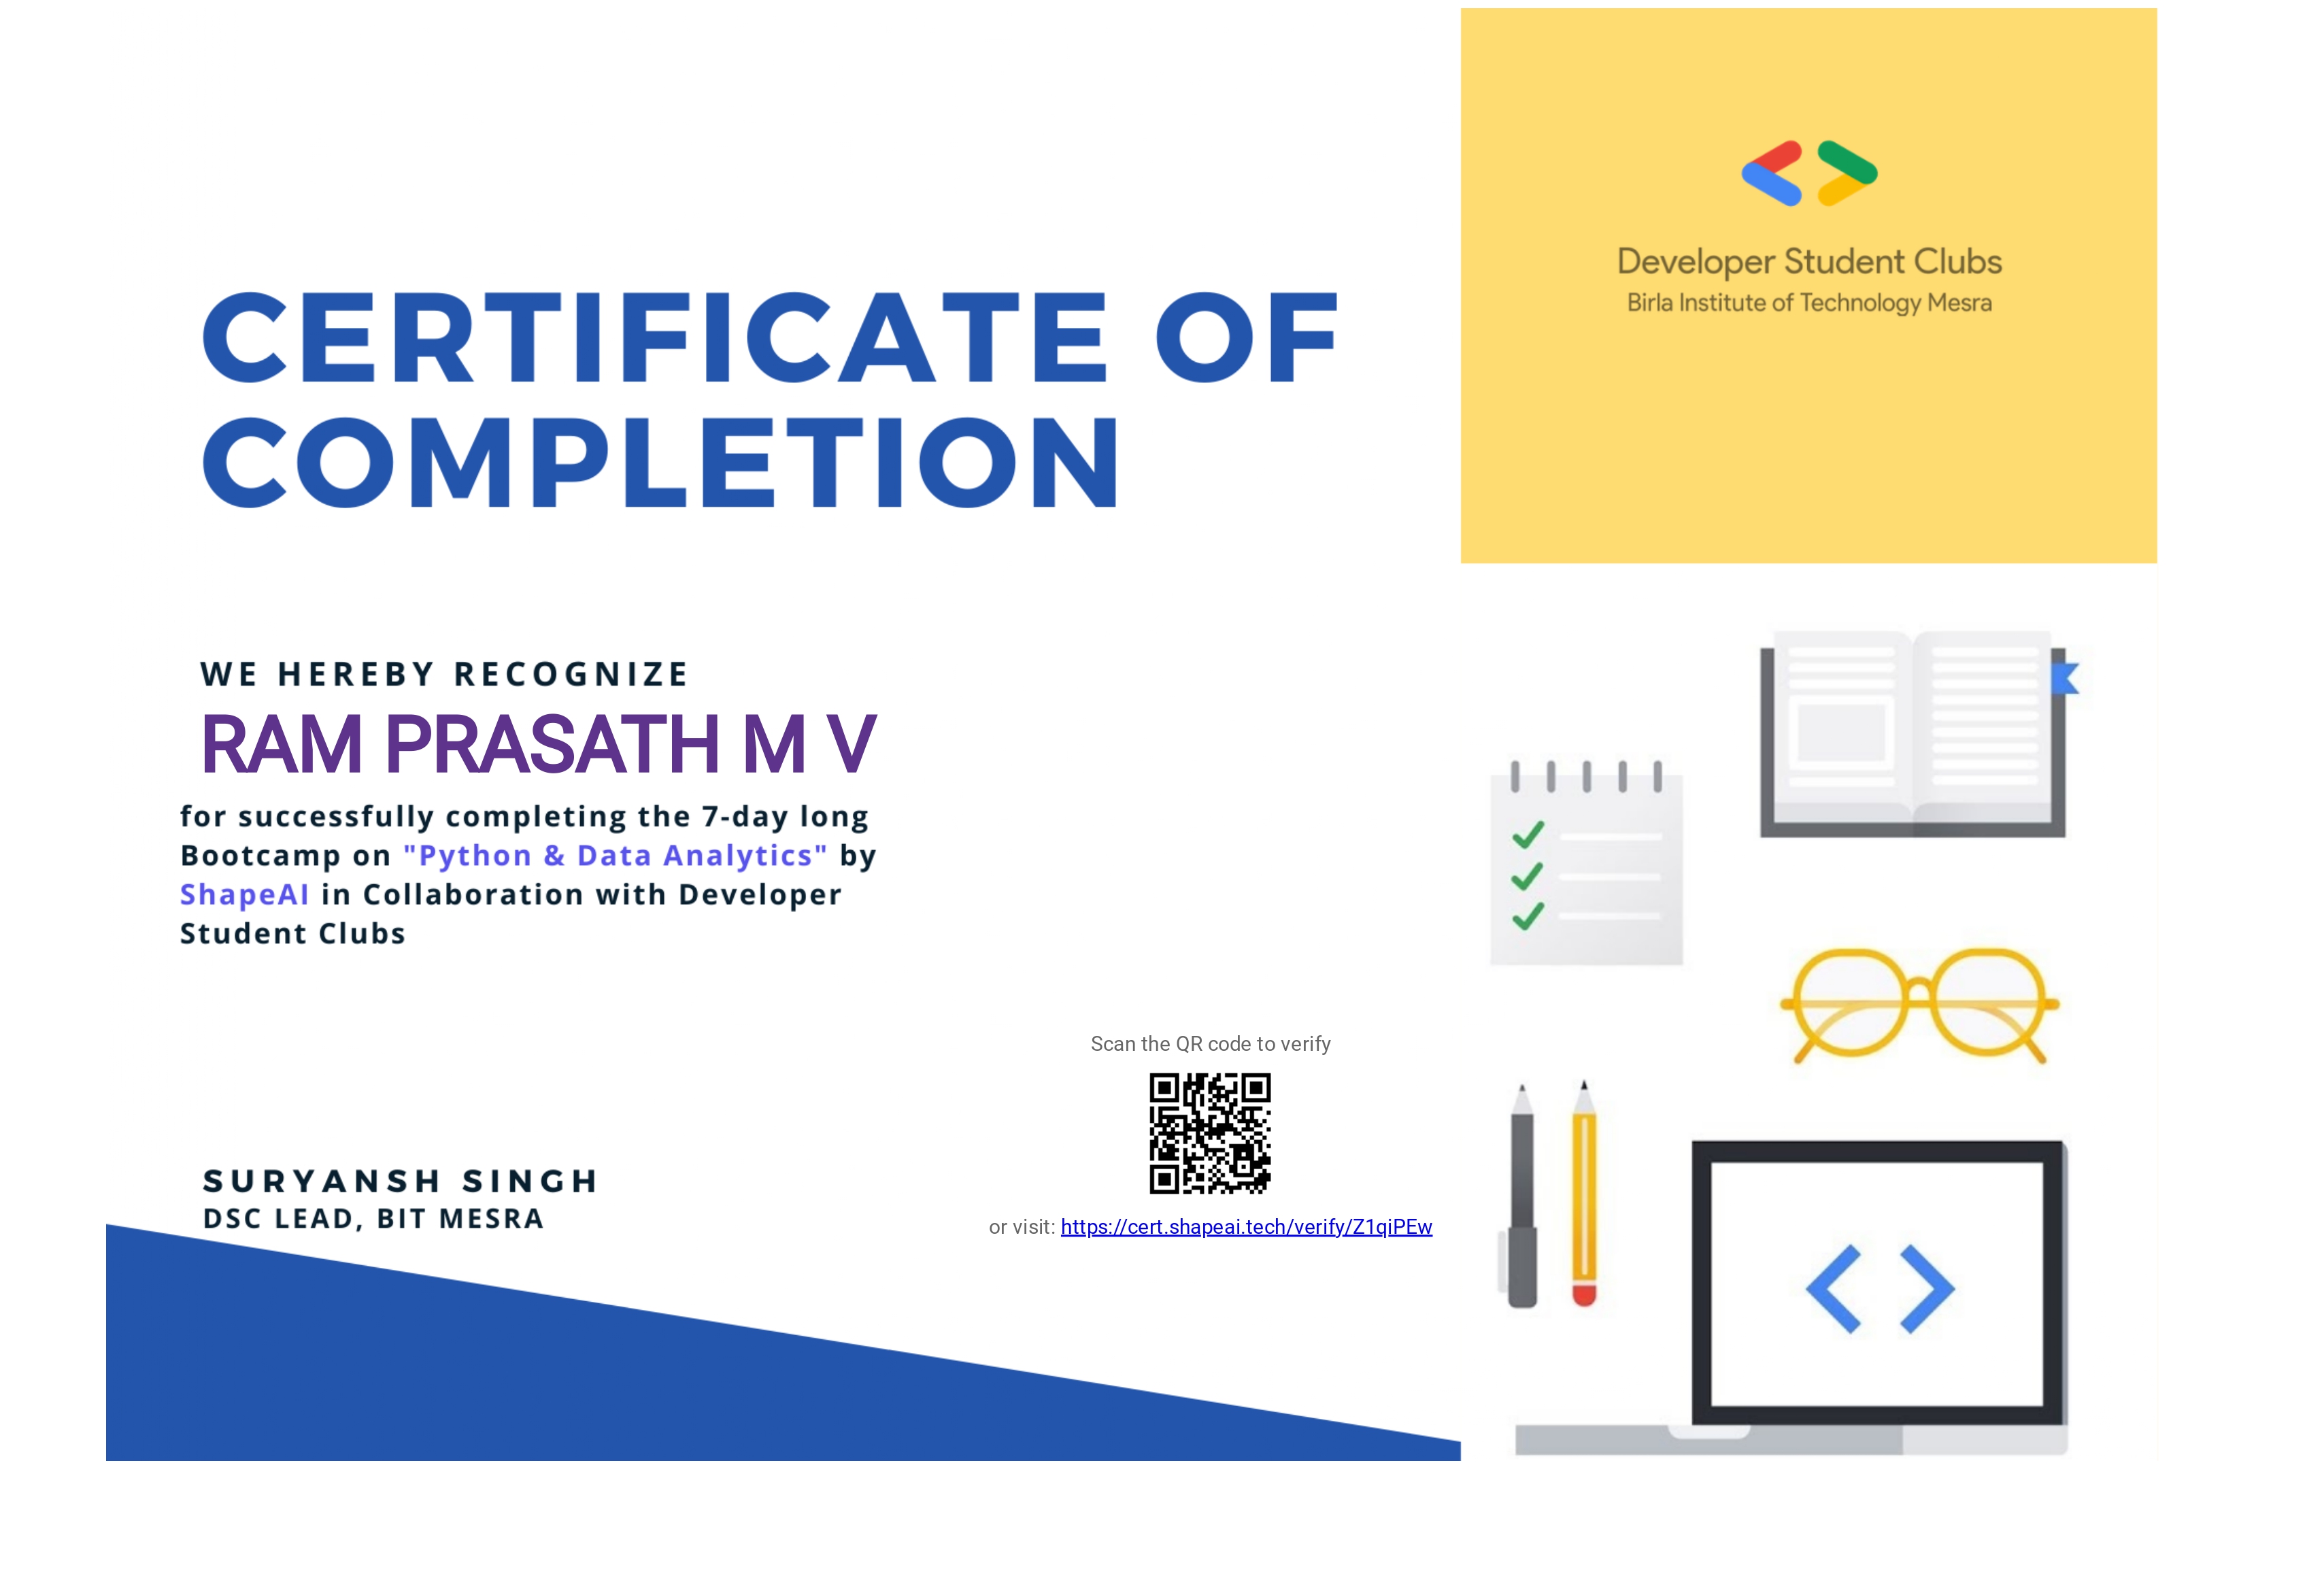 CERTIFICATE OF
COMPLETION
Developer Student Clubs
Birla Institute of Technology Mesra
WE HEREBY RECOGNIZE
RAM PRASATH M V
for successfully completing the 7-day long
Bootcamp on "Python & Data Analytics" by
ShapeAI in Collaboration with Developer
Student Clubs
Scan the QR code to verify
or visit: https://cert.shapeai.tech/verify/Z1qiPEw
SURYANSH SINGH
DSC LEAD, BIT MESRA